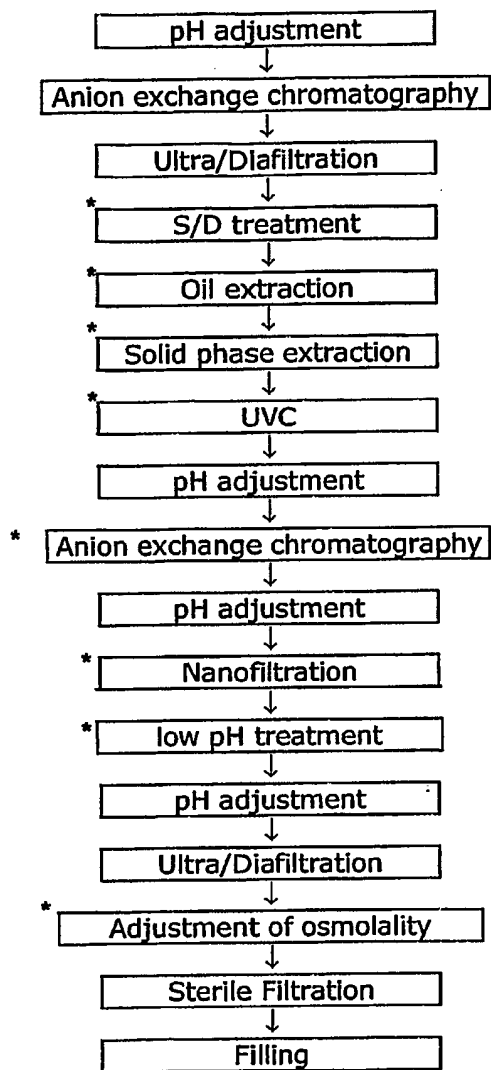 pH adjustment
↓
Anion exchange chromatography
↓
Ultra/Diafiltration
↓
* S/D treatment
↓
* Oil extraction
↓
* Solid phase extraction
↓
* UVC
↓
pH adjustment
↓
* Anion exchange chromatography
↓
pH adjustment
↓
* Nanofiltration
↓
* low pH treatment
↓
pH adjustment
↓
Ultra/Diafiltration
↓
* Adjustment of osmolality
↓
Sterile Filtration
↓
Filling